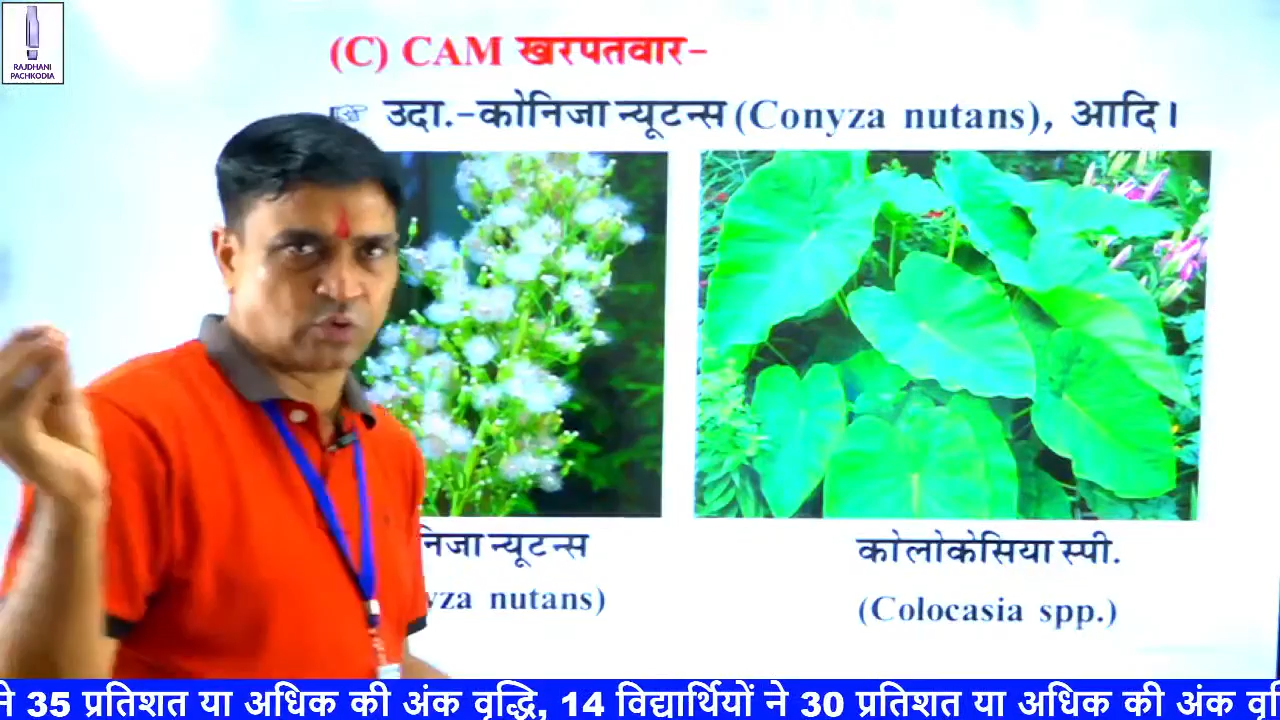 RAJDHANI
PACHKODIA
(C) CAM खरपतवार-
☞ उदा.-कोनिजा न्यूटन्स (Conyza nutans), आदि।
निजा न्यूटन्स
कोलोकेसिया स्पी.
yza nutans)
(Colocasia spp.)
ने 35 प्रतिशत या अधिक की अंक वृद्धि, 14 विद्यार्थियों ने 30 प्रतिशत या अधिक की अंक वृ